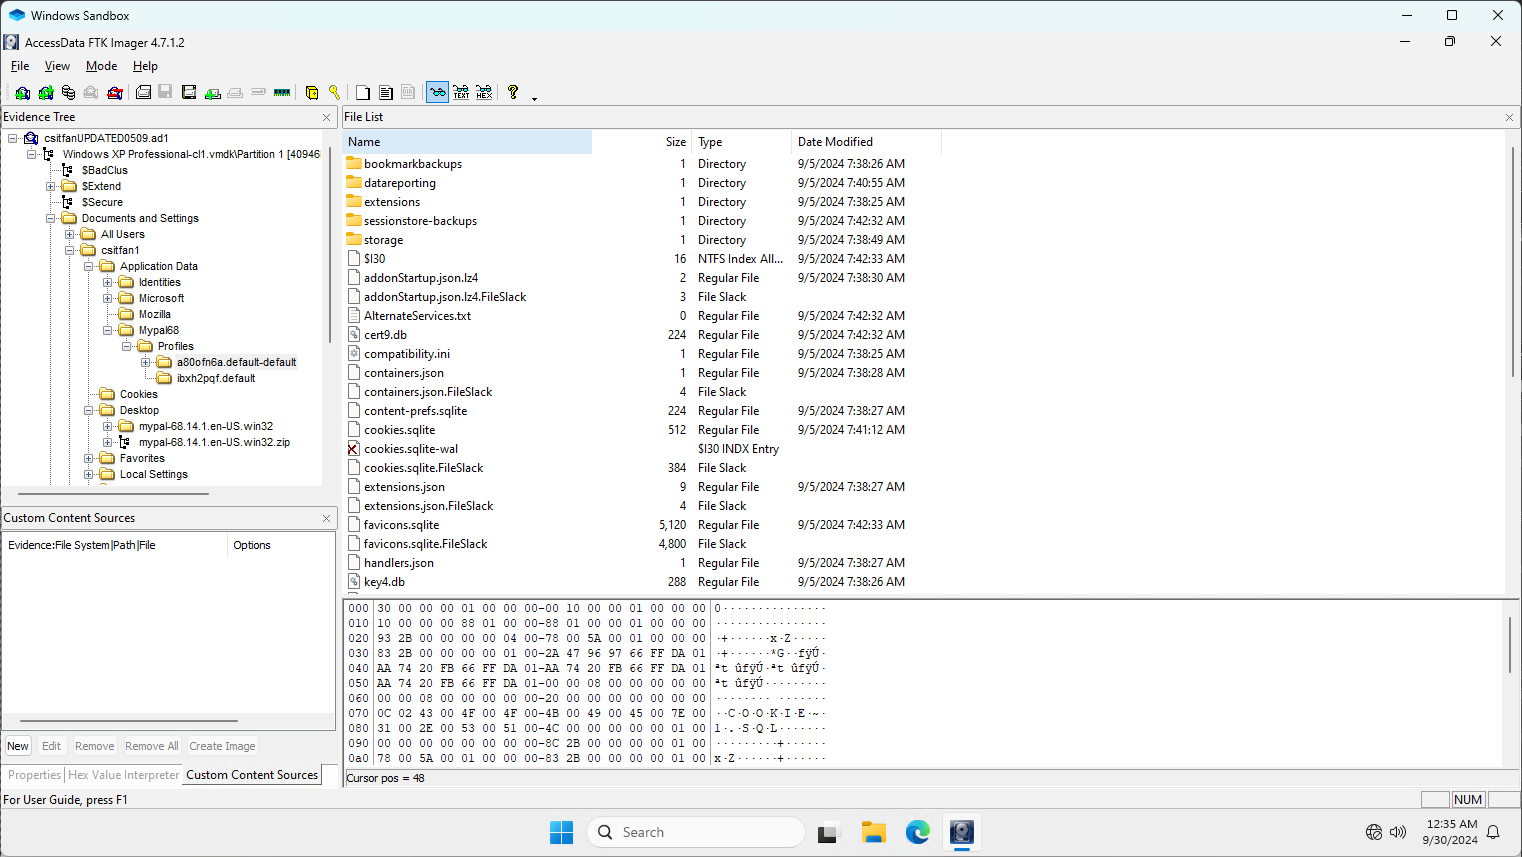 Windows Sandbox
AccessData FTK Imager 4.7.1.2
File View Mode Help
Evidence Tree
csitfanUPDATED0509.ad1
Windows XP Professional-cl1.vmdk\Partition 1 [40946
$BadClus
$Extend
$Secure
Documents and Settings
All Users
csitfan1
Application Data
Identities
Microsoft
Mozilla
Mypal68
Profiles
a80ofn6a.default-default
ibxh2pqf.default
Cookies
Desktop
mypal-68.14.1.en-US.win32
mypal-68.14.1.en-US.win32.zip
Favorites
Local Settings
Custom Content Sources
Evidence:File System|Path|File Options
New Edit Remove Remove All Create Image
Properties Hex Value Interpreter Custom Content Sources
File List
Name Size Type Date Modified
bookmarkbackups 1 Directory 9/5/2024 7:38:26 AM
datareporting 1 Directory 9/5/2024 7:40:55 AM
extensions 1 Directory 9/5/2024 7:38:25 AM
sessionstore-backups 1 Directory 9/5/2024 7:42:32 AM
storage 1 Directory 9/5/2024 7:38:49 AM
$I30 16 NTFS Index All... 9/5/2024 7:42:33 AM
addonStartup.json.lz4 2 Regular File 9/5/2024 7:38:30 AM
addonStartup.json.lz4.FileSlack 3 File Slack
AlternateServices.txt 0 Regular File 9/5/2024 7:42:32 AM
cert9.db 224 Regular File 9/5/2024 7:42:32 AM
compatibility.ini 1 Regular File 9/5/2024 7:38:25 AM
containers.json 1 Regular File 9/5/2024 7:38:28 AM
containers.json.FileSlack 4 File Slack
content-prefs.sqlite 224 Regular File 9/5/2024 7:38:27 AM
cookies.sqlite 512 Regular File 9/5/2024 7:41:12 AM
cookies.sqlite-wal $I30 INDX Entry
cookies.sqlite.FileSlack 384 File Slack
extensions.json 9 Regular File 9/5/2024 7:38:27 AM
extensions.json.FileSlack 4 File Slack
favicons.sqlite 5,120 Regular File 9/5/2024 7:42:33 AM
favicons.sqlite.FileSlack 4,800 File Slack
handlers.json 1 Regular File 9/5/2024 7:38:27 AM
key4.db 288 Regular File 9/5/2024 7:38:26 AM
000 30 00 00 00 01 00 00 00-00 10 00 00 01 00 00 00 0···············
010 10 00 00 00 88 01 00 00-88 01 00 00 01 00 00 00 ················
020 93 2B 00 00 00 00 04 00-78 00 5A 00 01 00 00 00 ·+······x·Z·····
030 83 2B 00 00 00 00 01 00-2A 47 96 97 66 FF DA 01 ·+······*G··fÿÚ·
040 AA 74 20 FB 66 FF DA 01-AA 74 20 FB 66 FF DA 01 ªt ûfÿÚ·ªt ûfÿÚ·
050 AA 74 20 FB 66 FF DA 01-00 00 08 00 00 00 00 00 ªt ûfÿÚ·········
060 00 00 08 00 00 00 00 00-20 00 00 00 00 00 00 00 ········ ·······
070 0C 02 43 00 4F 00 4F 00-4B 00 49 00 45 00 7E 00 ··C·O·O·K·I·E·~·
080 31 00 2E 00 53 00 51 00-4C 00 00 00 00 00 01 00 1·.·S·Q·L·······
090 00 00 00 00 00 00 00 00-8C 2B 00 00 00 00 01 00 ·········+······
0a0 78 00 5A 00 01 00 00 00-83 2B 00 00 00 00 01 00 x·Z······+······
Cursor pos = 48
For User Guide, press F1 NUM
Search
12:35 AM
9/30/2024